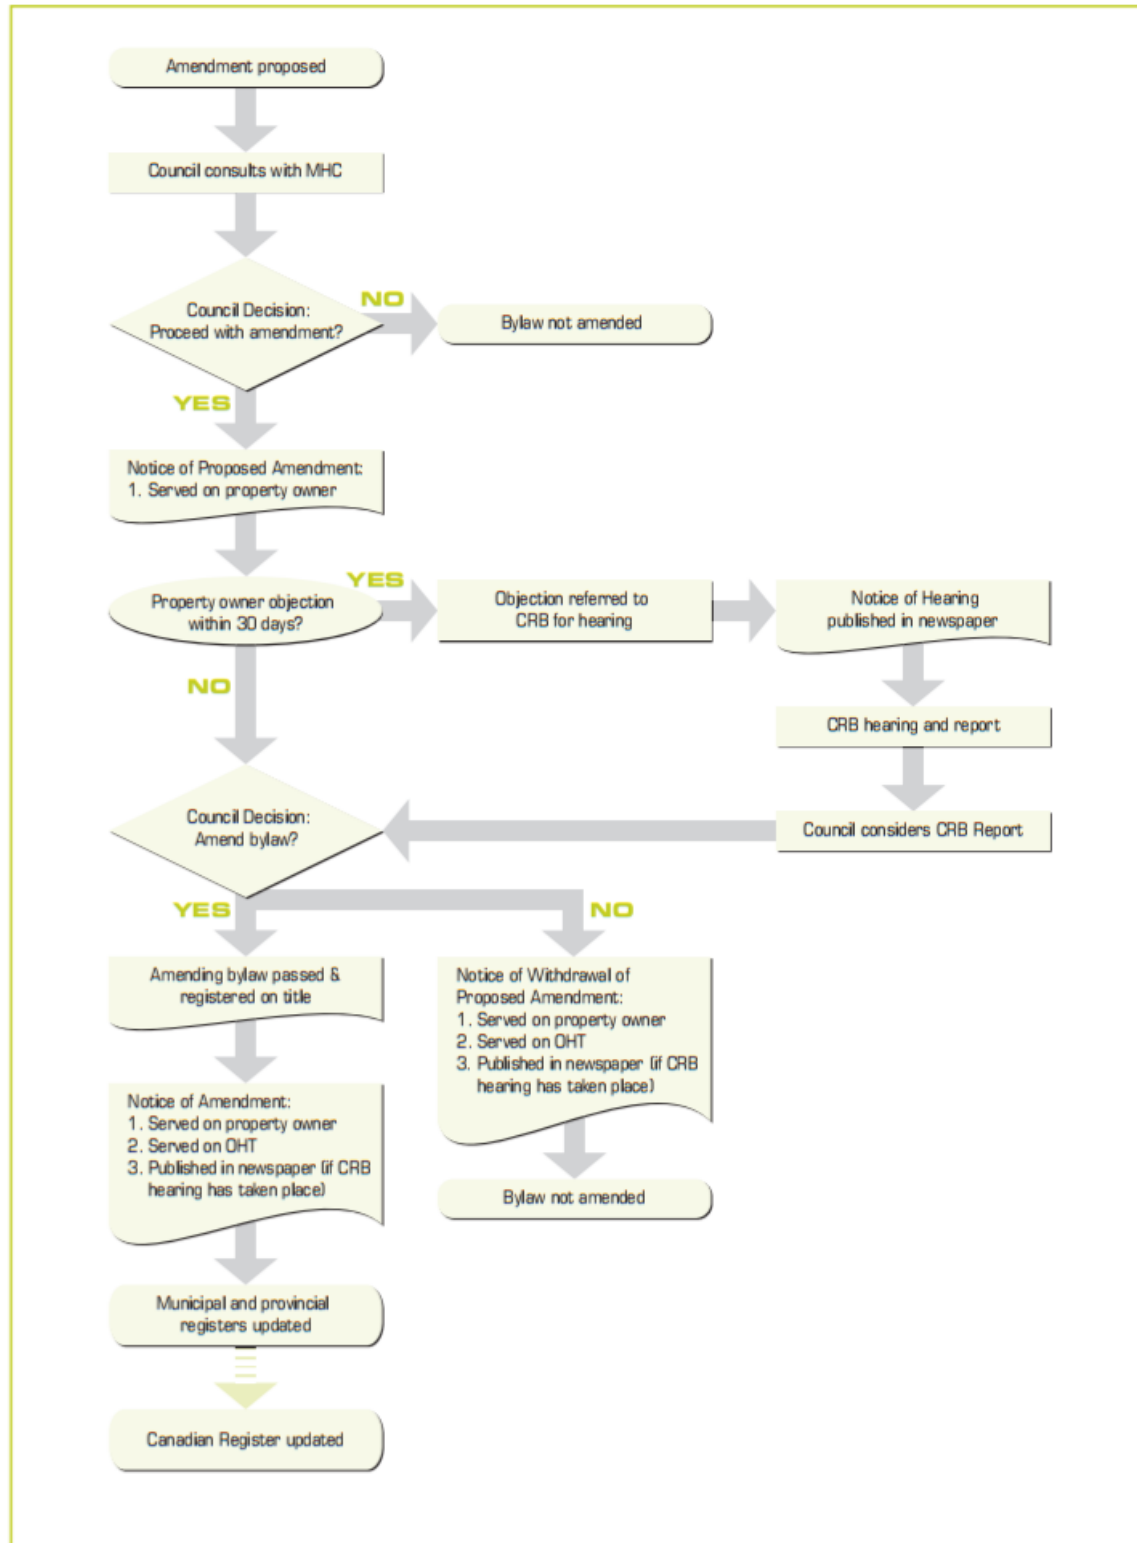 Amendment proposed
Council consults with MHC
Council Decision:
Proceed with amendment?
NO
Bylaw not amended
YES
Notice of Proposed Amendment:
1. Served on property owner
Property owner objection
within 30 days?
YES
Objection referred to
CRB for hearing
Notice of Hearing
published in newspaper
NO
CRB hearing and report
Council considers CRB Report
Council Decision:
Amend bylaw?
YES
NO
Amending bylaw passed &
registered on title
Notice of Withdrawal of
Proposed Amendment:
1. Served on property owner
2. Served on OHT
3. Published in newspaper (if CRB
hearing has taken place)
Notice of Amendment:
1. Served on property owner
2. Served on OHT
3. Published in newspaper (if CRB
hearing has taken place)
Bylaw not amended
Municipal and provincial
registers updated
Canadian Register updated